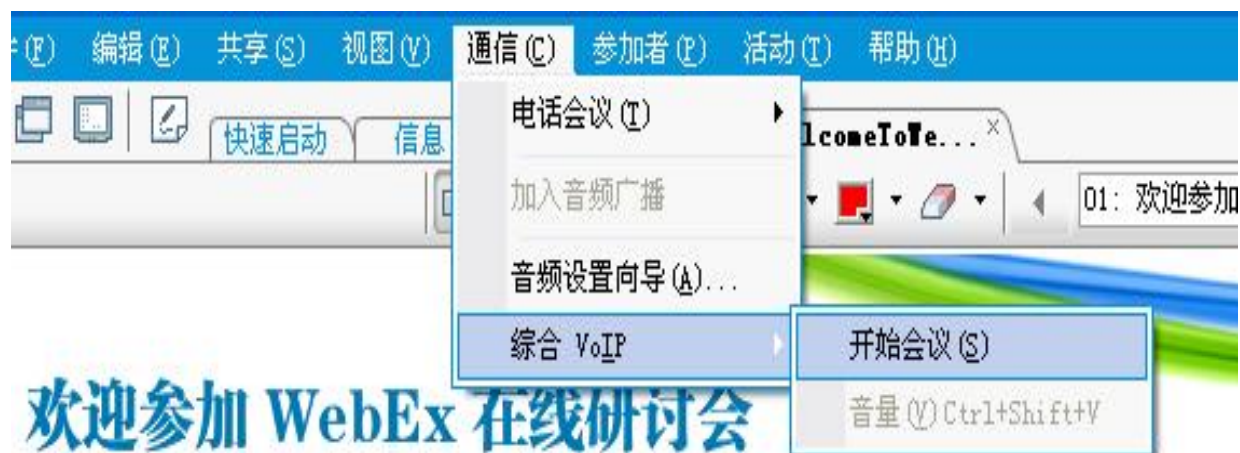 (F) 编辑(E) 共享(S) 视图(V) 通信(C) 参加者(P) 活动(T) 帮助(H)
电话会议(T)
快速启动 信息 lcomeToWe... ×
加入音频广播
01: 欢迎参加
音频设置向导(A)...
综合 VoIP
开始会议(S)
欢迎参加 WebEx 在线研讨会
音量(V) Ctrl+Shift+V